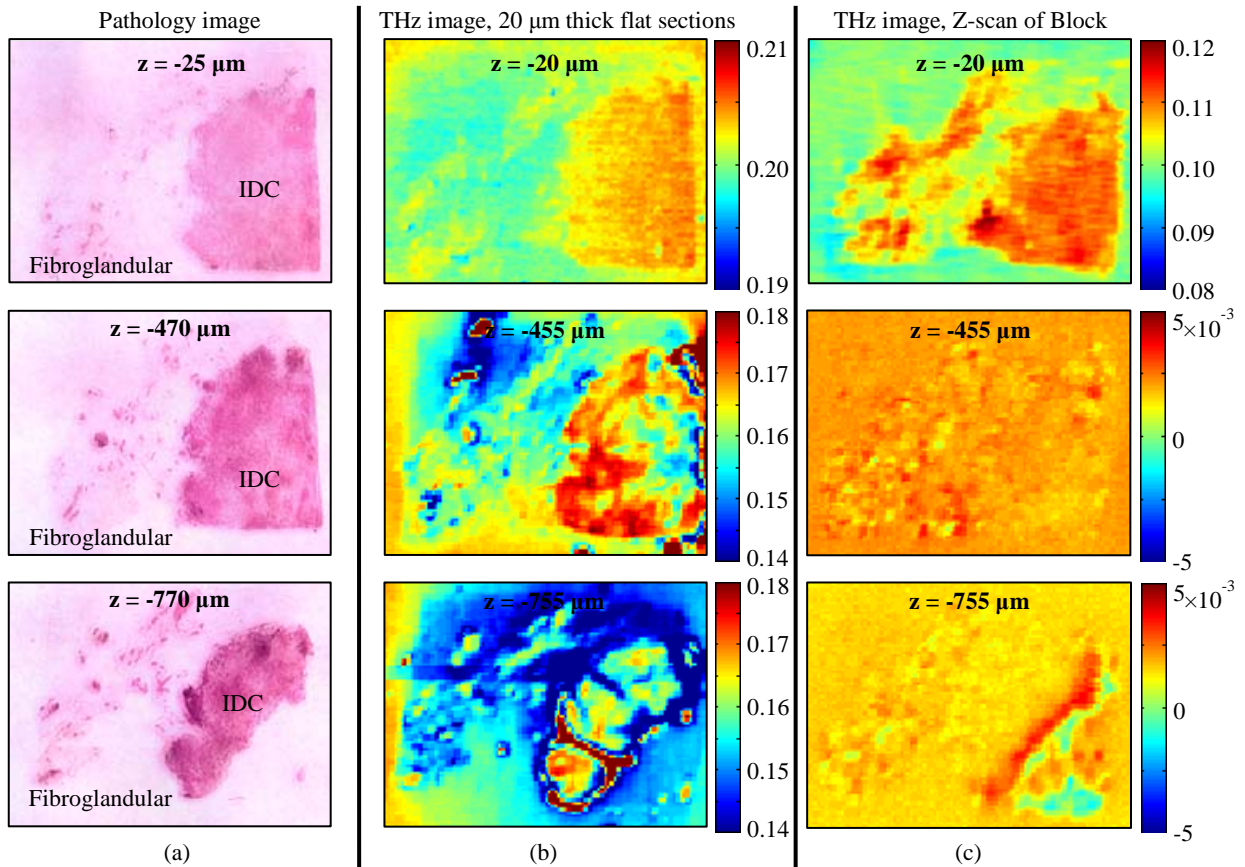 Pathology image
THz image, 20 μm thick flat sections
THz image, Z-scan of Block
z = -25 μm
IDC
Fibroglandular
z = -20 μm
0.21
0.20
0.19
z = -20 μm
0.12
0.11
0.10
0.09
0.08
z = -470 μm
IDC
Fibroglandular
z = -455 μm
0.18
0.17
0.16
0.15
0.14
z = -455 μm
5×10⁻³
0
-5
z = -770 μm
IDC
Fibroglandular
z = -755 μm
0.18
0.17
0.16
0.15
0.14
z = -755 μm
5×10⁻³
0
-5
(a)
(b)
(c)